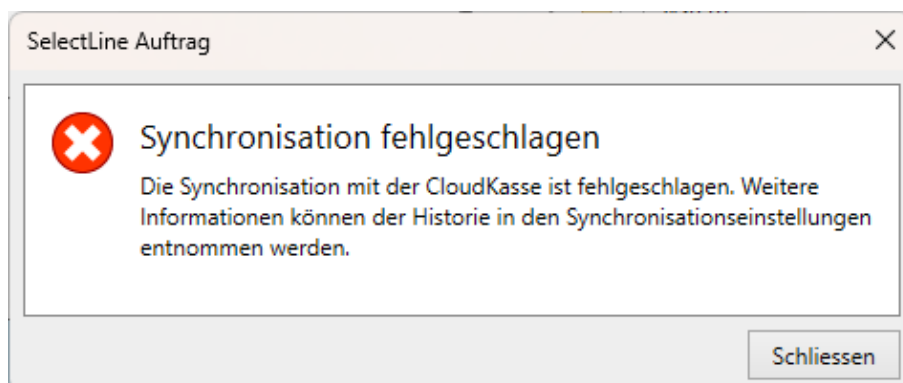 SelectLine Auftrag
Synchronisation fehlgeschlagen
Die Synchronisation mit der CloudKasse ist fehlgeschlagen. Weitere
Informationen können der Historie in den Synchronisationseinstellungen
entnommen werden.
Schliessen